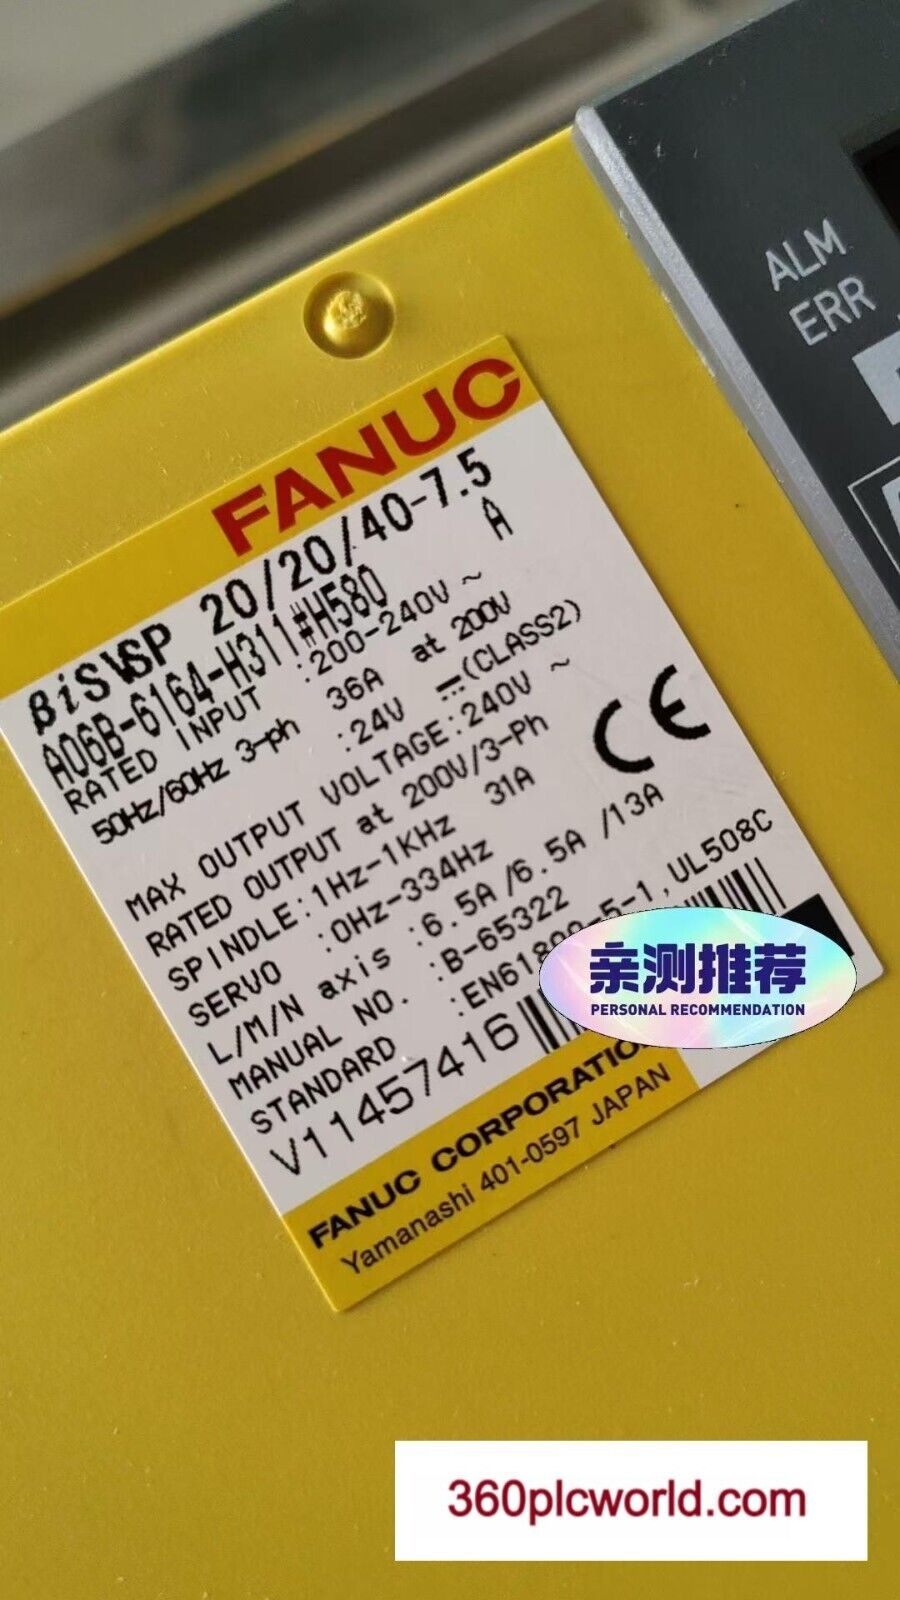 ALM
ERR
FANUC
βiSVSP 20/20/40-7.5
A06B-6164-H311#H580 A
RATED INPUT :200-240V ~
50Hz/60Hz 3-ph 36A at 200V
:24V ⎓(CLASS2)
MAX OUTPUT VOLTAGE:240V ~
RATED OUTPUT at 200V/3-Ph
SPINDLE:1Hz-1KHz 31A
SERVO :0Hz-334Hz
L/M/N axis :6.5A/6.5A/13A
MANUAL NO. :B-65322
STANDARD :EN61800-5-1,UL508C
V11457416
CE
FANUC CORPORATION
Yamanashi 401-0597 JAPAN
亲测推荐
PERSONAL RECOMMENDATION
360plcworld.com